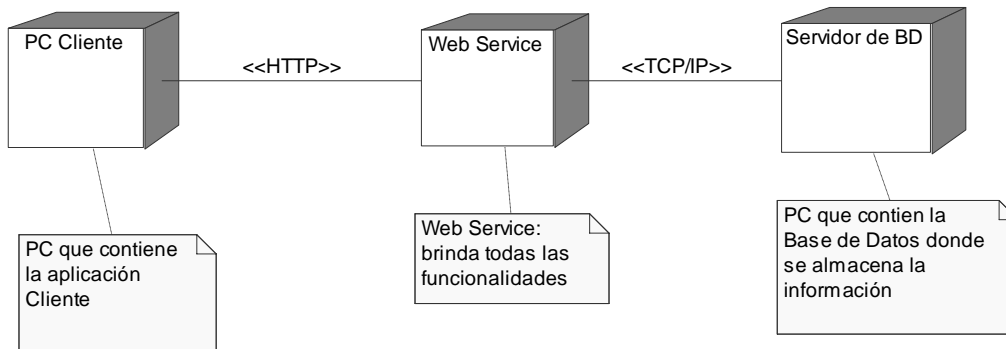 PC Cliente
<<HTTP>>
Web Service
<<TCP/IP>>
Servidor de BD
PC que contiene
la aplicación
Cliente
Web Service:
brinda todas las
funcionalidades
PC que contien la
Base de Datos donde
se almacena la
información